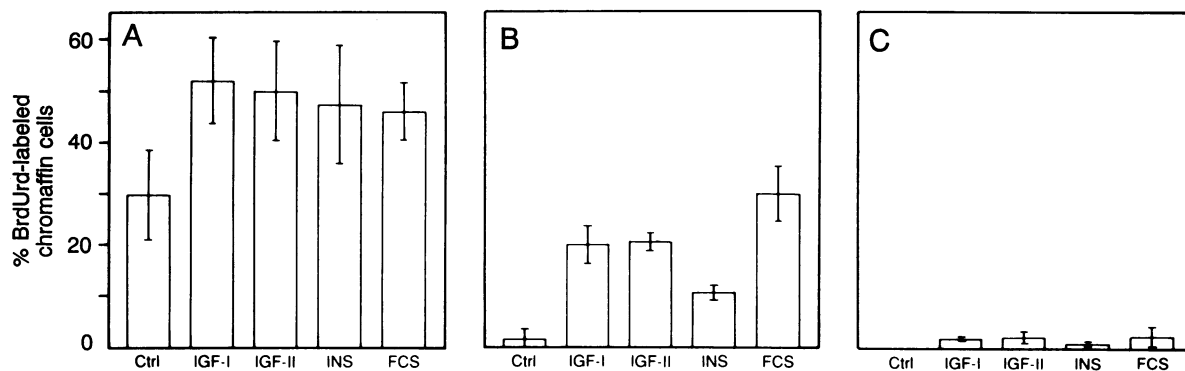 % BrdUrd-labeled
chromaffin cells
60
40
20
0
A
Ctrl IGF-I IGF-II INS FCS
B
Ctrl IGF-I IGF-II INS FCS
C
Ctrl IGF-I IGF-II INS FCS